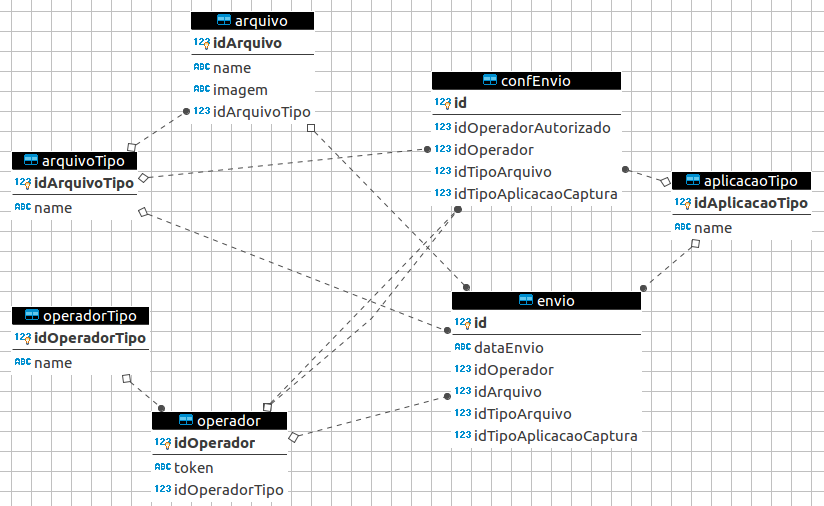 arquivo
123 idArquivo
ABC name
ABC imagem
123 idArquivoTipo
confEnvio
123 id
123 idOperadorAutorizado
123 idOperador
123 idTipoArquivo
123 idTipoAplicacaoCaptura
arquivoTipo
123 idArquivoTipo
ABC name
aplicacaoTipo
123 idAplicacaoTipo
ABC name
operadorTipo
123 idOperadorTipo
ABC name
envio
123 id
ABC dataEnvio
123 idOperador
123 idArquivo
123 idTipoArquivo
123 idTipoAplicacaoCaptura
operador
123 idOperador
ABC token
123 idOperadorTipo